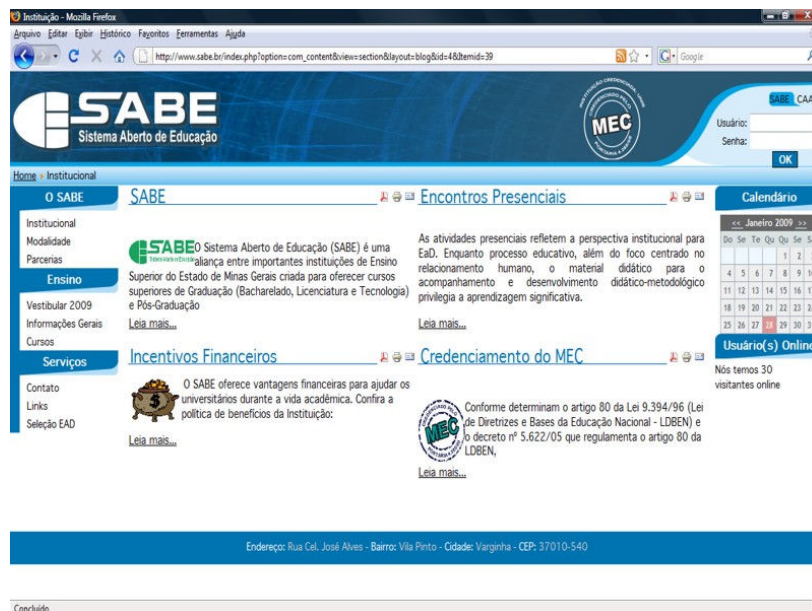 Instituição - Mozilla Firefox
Arquivo Editar Exibir Histórico Favoritos Ferramentas Ajuda
http://www.sabe.br/index.php?option=com_content&view=section&layout=blog&id=4&Itemid=39
Google
SABE
Sistema Aberto de Educação
MEC
SABE CAA
Usuário:
Senha:
OK
Home Institucional
O SABE
Institucional
Modalidade
Parcerias
Ensino
Vestibular 2009
Informações Gerais
Cursos
Serviços
Contato
Links
Seleção EAD
SABE
SABE O Sistema Aberto de Educação (SABE) é uma
aliança entre importantes instituições de Ensino
Superior do Estado de Minas Gerais criada para oferecer cursos
superiores de Graduação (Bacharelado, Licenciatura e Tecnologia)
e Pós-Graduação
Leia mais...
Encontros Presenciais
As atividades presenciais refletem a perspectiva institucional para
EaD. Enquanto processo educativo, além do foco centrado no
relacionamento humano, o material didático para o
acompanhamento e desenvolvimento didático-metodológico
privilegia a aprendizagem significativa.
Leia mais...
Incentivos Financeiros
O SABE oferece vantagens financeiras para ajudar os
universitários durante a vida acadêmica. Confira a
política de benefícios da Instituição:
Leia mais...
Credenciamento do MEC
MEC
Conforme determinam o artigo 80 da Lei 9.394/96 (Lei
de Diretrizes e Bases da Educação Nacional - LDBEN) e
o decreto nº 5.622/05 que regulamenta o artigo 80 da
LDBEN,
Leia mais...
Calendário
<< Janeiro 2009 >>
Do Se Te Qu Qu Se S
1 2
4 5 6 7 8 9 10
11 12 13 14 15 16 17
18 19 20 21 22 23 2
25 26 27 28 29 30 3
Usuário(s) Online
Nós temos 30
visitantes online
Endereço: Rua Cel. José Alves - Bairro: Vila Pinto - Cidade: Varginha - CEP: 37010-540
Concluído